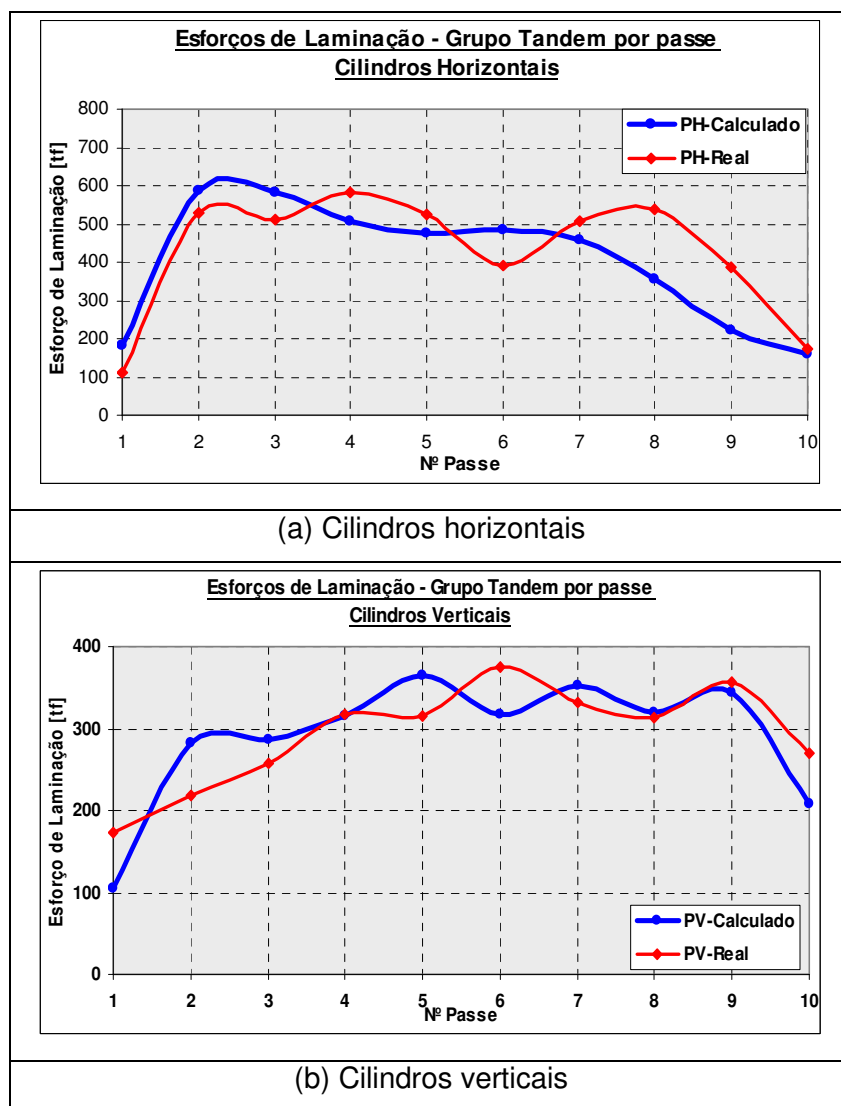 Esforços de Laminação - Grupo Tandem por passe
Cilindros Horizontais
Esforço de Laminação [tf]
800
700
600
500
400
300
200
100
0
PH-Calculado
PH-Real
1 2 3 4 5 6 7 8 9 10
Nº Passe
(a) Cilindros horizontais
Esforços de Laminação - Grupo Tandem por passe
Cilindros Verticais
Esforço de Laminação [tf]
400
300
200
100
0
PV-Calculado
PV-Real
1 2 3 4 5 6 7 8 9 10
Nº Passe
(b) Cilindros verticais